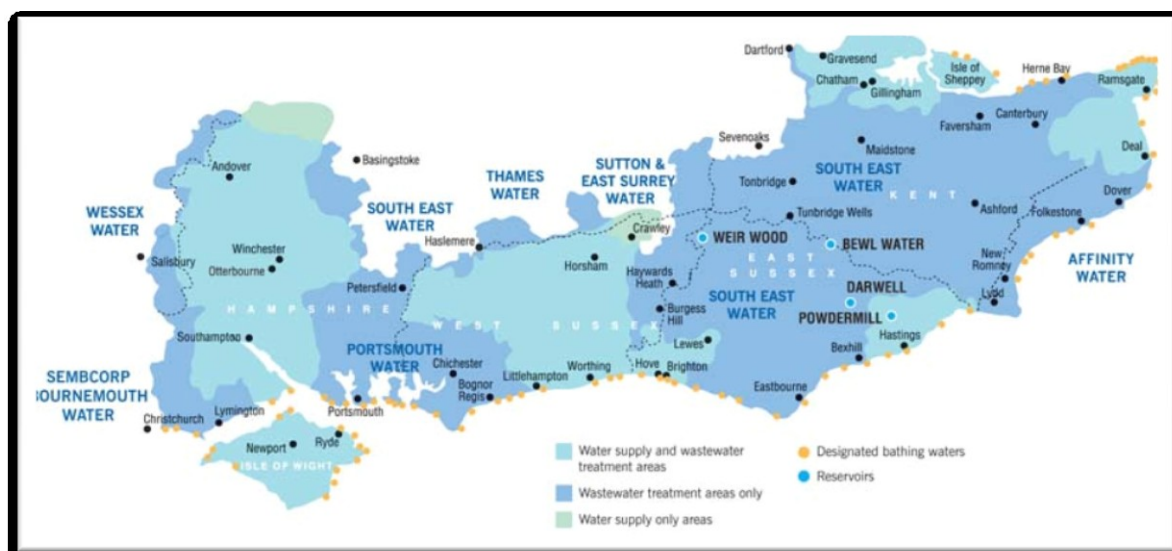 Dartford
Gravesend
Isle of
Sheppey
Herne Bay
Ramsgate
Chatham
Gillingham
Faversham
Canterbury
Sevenoaks
Maidstone
Deal
Basingstoke
Andover
THAMES
WATER
SUTTON &
EAST SURREY
WATER
SOUTH EAST
WATER
KENT
Tonbridge
Dover
WESSEX
WATER
SOUTH EAST
WATER
Crawley
Tunbridge Wells
Ashford
Folkestone
Haslemere
WEIR WOOD
BEWL WATER
Salisbury
Winchester
Otterbourne
Horsham
Haywards
Heath
EAST
SUSSEX
New
Romney
AFFINITY
WATER
Petersfield
DARWELL
Lydd
HAMPSHIRE
WEST SUSSEX
Burgess
Hill
SOUTH EAST
WATER
POWDERMILL
Southampton
PORTSMOUTH
WATER
Lewes
Hastings
Chichester
Worthing
Hove
Brighton
Bexhill
SEMBCORP
BOURNEMOUTH
WATER
Bognor
Regis
Littlehampton
Eastbourne
Christchurch
Lymington
Portsmouth
Newport
Ryde
ISLE OF WIGHT
Water supply and wastewater
treatment areas
Wastewater treatment areas only
Water supply only areas
Designated bathing waters
Reservoirs